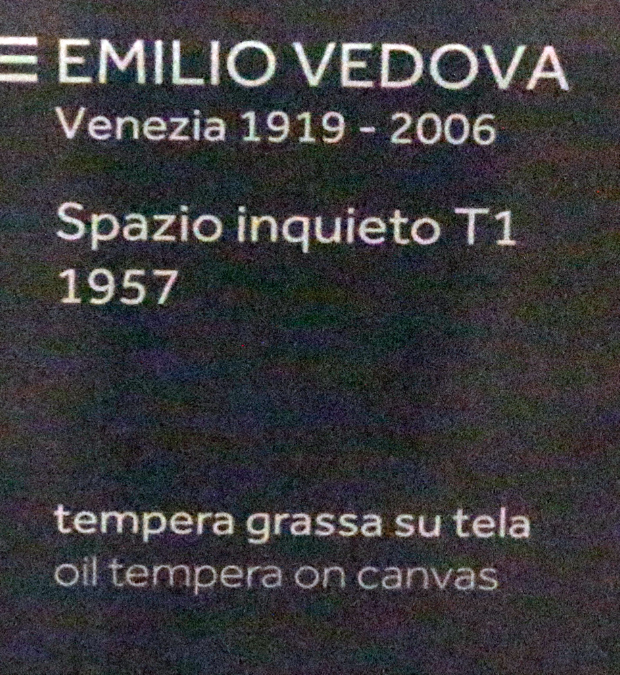 EMILIO VEDOVA
Venezia 1919 - 2006
Spazio inquieto T1
1957
tempera grassa su tela
oil tempera on canvas